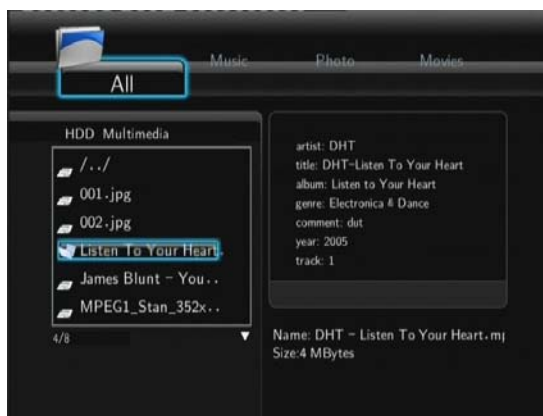 Music Photo Movies
All
HDD Multimedia
/../
001.jpg
002.jpg
Listen To Your Heart.
James Blunt - You..
MPEG1_Stan_352x..
4/8
artist: DHT
title: DHT-Listen To Your Heart
album: Listen to Your Heart
genre: Electronica & Dance
comment: dut
year: 2005
track: 1
Name: DHT - Listen To Your Heart.mp
Size:4 MBytes